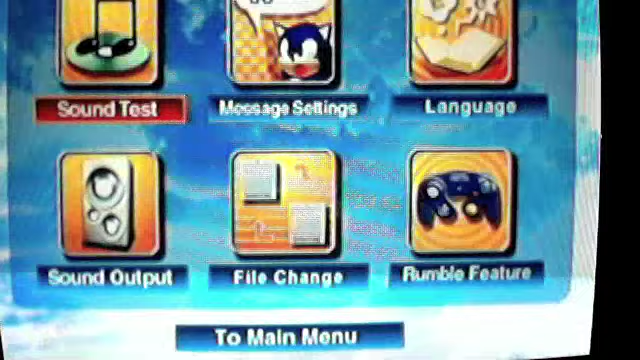 Sound Test
Message Settings
Language
Sound Output
File Change
Rumble Feature
To Main Menu